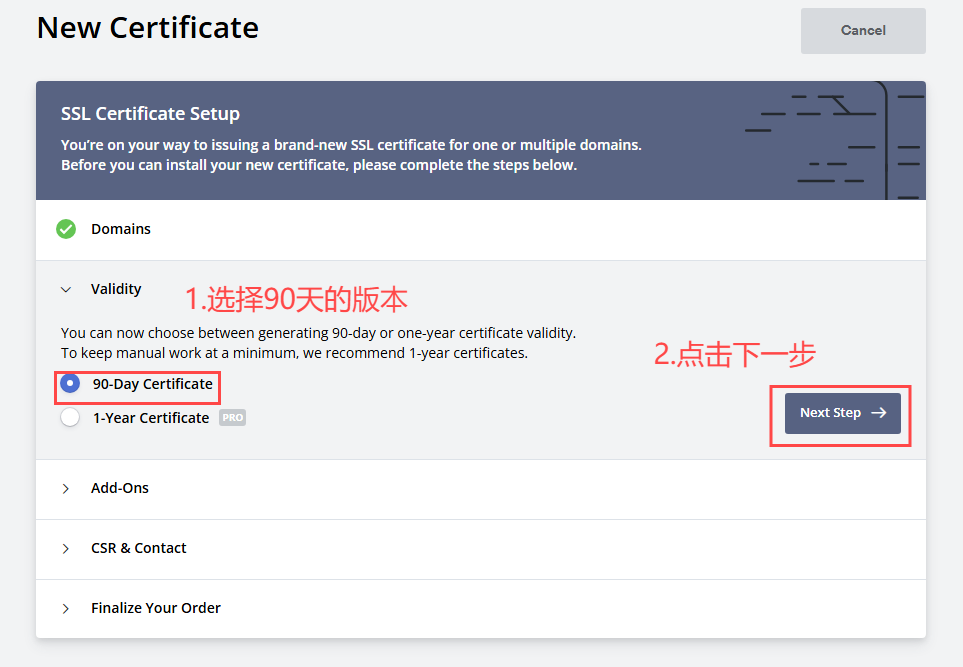 New Certificate
Cancel
SSL Certificate Setup
You're on your way to issuing a brand-new SSL certificate for one or multiple domains.
Before you can install your new certificate, please complete the steps below.
Domains
Validity
1.选择90天的版本
You can now choose between generating 90-day or one-year certificate validity.
To keep manual work at a minimum, we recommend 1-year certificates.
2.点击下一步
90-Day Certificate
1-Year Certificate PRO
Next Step
Add-Ons
CSR & Contact
Finalize Your Order